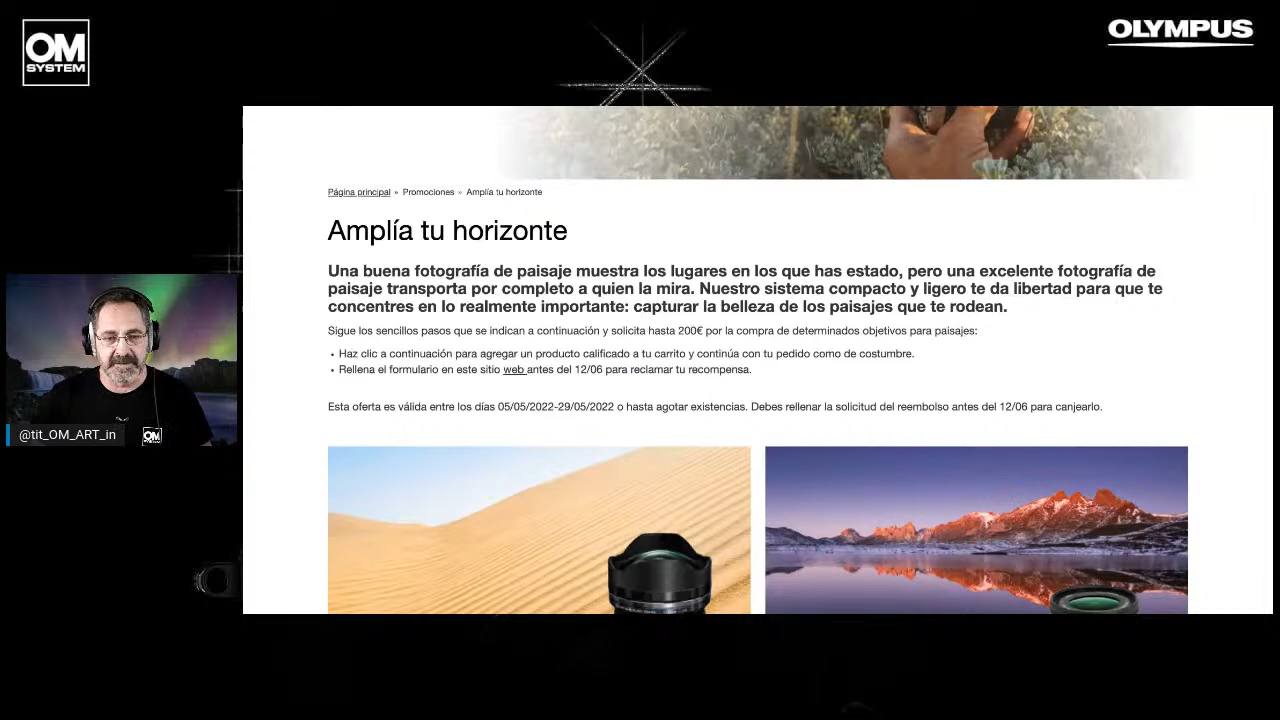 OM
SYSTEM
OLYMPUS
Página principal » Promociones » Amplía tu horizonte
Amplía tu horizonte
Una buena fotografía de paisaje muestra los lugares en los que has estado, pero una excelente fotografía de
paisaje transporta por completo a quien la mira. Nuestro sistema compacto y ligero te da libertad para que te
concentres en lo realmente importante: capturar la belleza de los paisajes que te rodean.
Sigue los sencillos pasos que se indican a continuación y solicita hasta 200€ por la compra de determinados objetivos para paisajes:
• Haz clic a continuación para agregar un producto calificado a tu carrito y continúa con tu pedido como de costumbre.
• Rellena el formulario en este sitio web antes del 12/06 para reclamar tu recompensa.
Esta oferta es válida entre los días 05/05/2022-29/05/2022 o hasta agotar existencias. Debes rellenar la solicitud del reembolso antes del 12/06 para canjearlo.
@tit_OM_ART_in
OM
SYSTEM